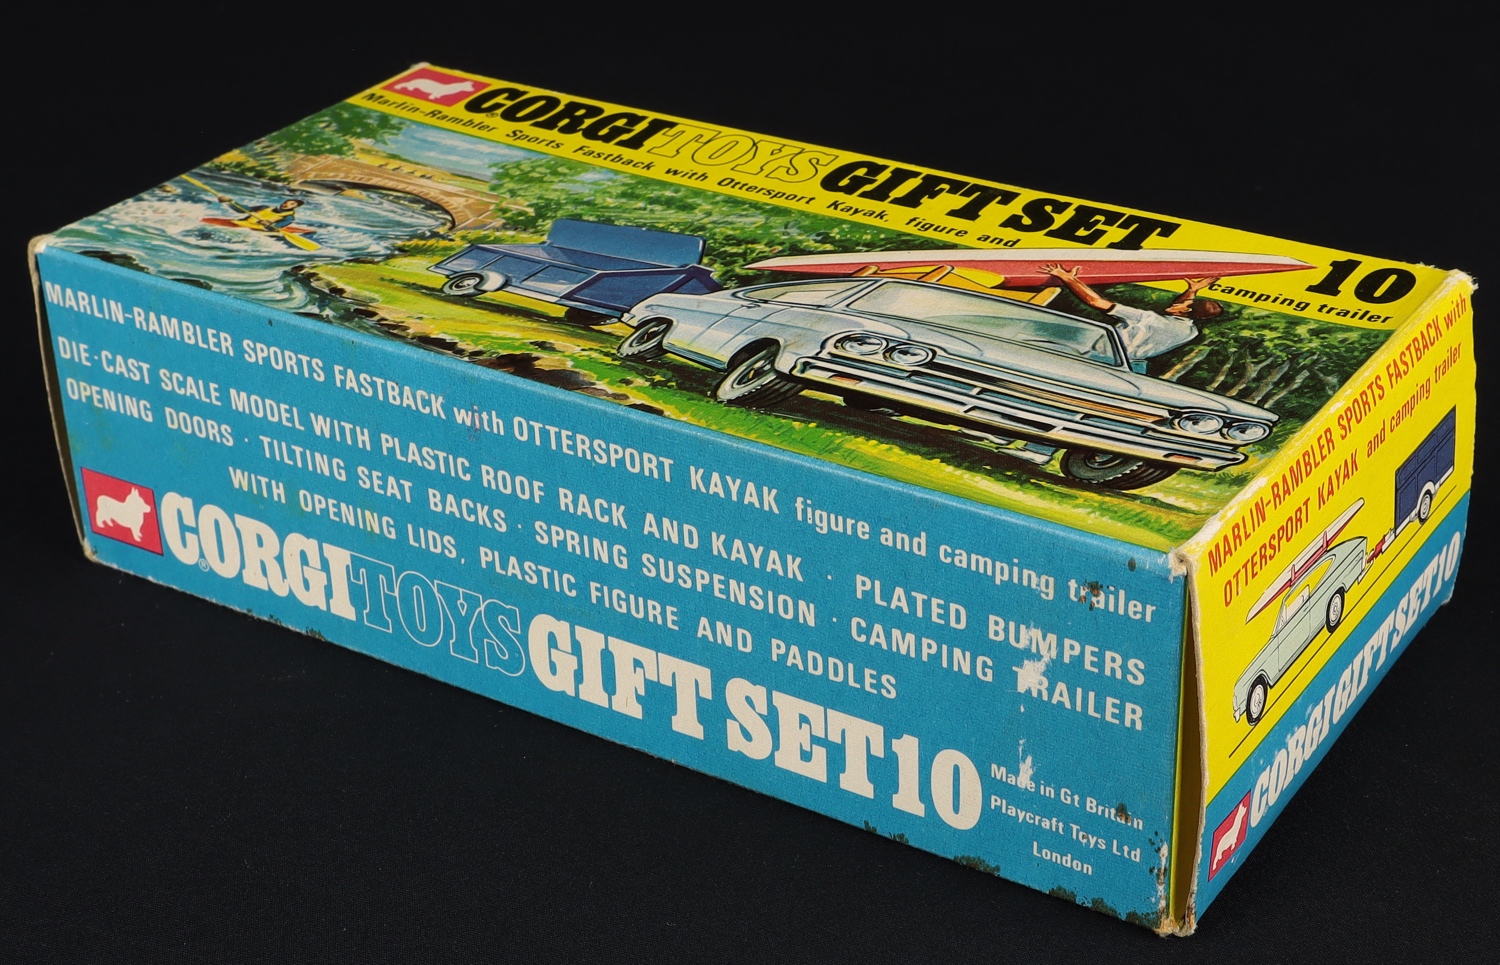 CORGI TOYS GIFT SET 10
®
Marlin-Rambler Sports Fastback with Ottersport Kayak, figure and
camping trailer
MARLIN-RAMBLER SPORTS FASTBACK with OTTERSPORT KAYAK figure and camping trailer
DIE-CAST SCALE MODEL WITH PLASTIC ROOF RACK AND KAYAK · PLATED BUMPERS
OPENING DOORS · TILTING SEAT BACKS · SPRING SUSPENSION · CAMPING TRAILER
WITH OPENING LIDS, PLASTIC FIGURE AND PADDLES
CORGI TOYS GIFT SET 10
®
Made in Gt Britain
Playcraft Toys Ltd
London
MARLIN-RAMBLER SPORTS FASTBACK with
OTTERSPORT KAYAK and camping trailer
CORGI GIFT SET 10